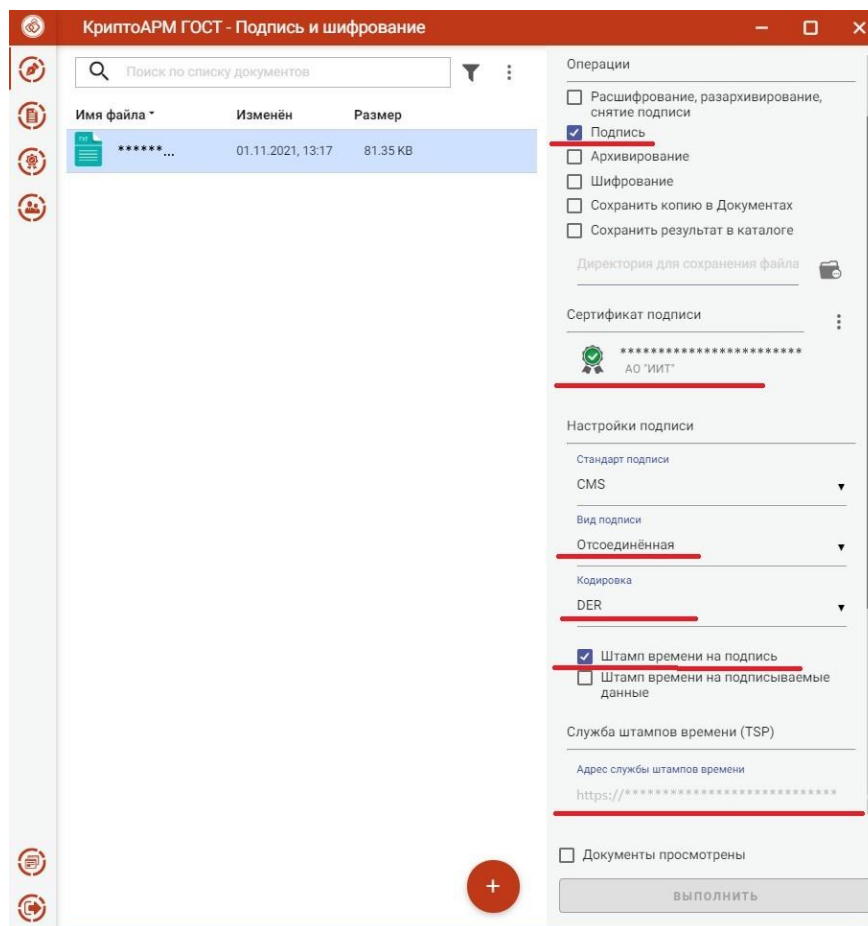 КриптоАРМ ГОСТ - Подпись и шифрование
Поиск по списку документов
Имя файла Изменён Размер
TXT
******... 01.11.2021, 13:17 81.35 KB
Операции
Расшифрование, разархивирование,
снятие подписи
Подпись
Архивирование
Шифрование
Сохранить копию в Документах
Сохранить результат в каталоге
Директория для сохранения файла
Сертификат подписи
************************
АО "ИИТ"
Настройки подписи
Стандарт подписи
CMS
Вид подписи
Отсоединённая
Кодировка
DER
Штамп времени на подпись
Штамп времени на подписываемые
данные
Служба штампов времени (TSP)
Адрес службы штампов времени
https://****************************
Документы просмотрены
ВЫПОЛНИТЬ